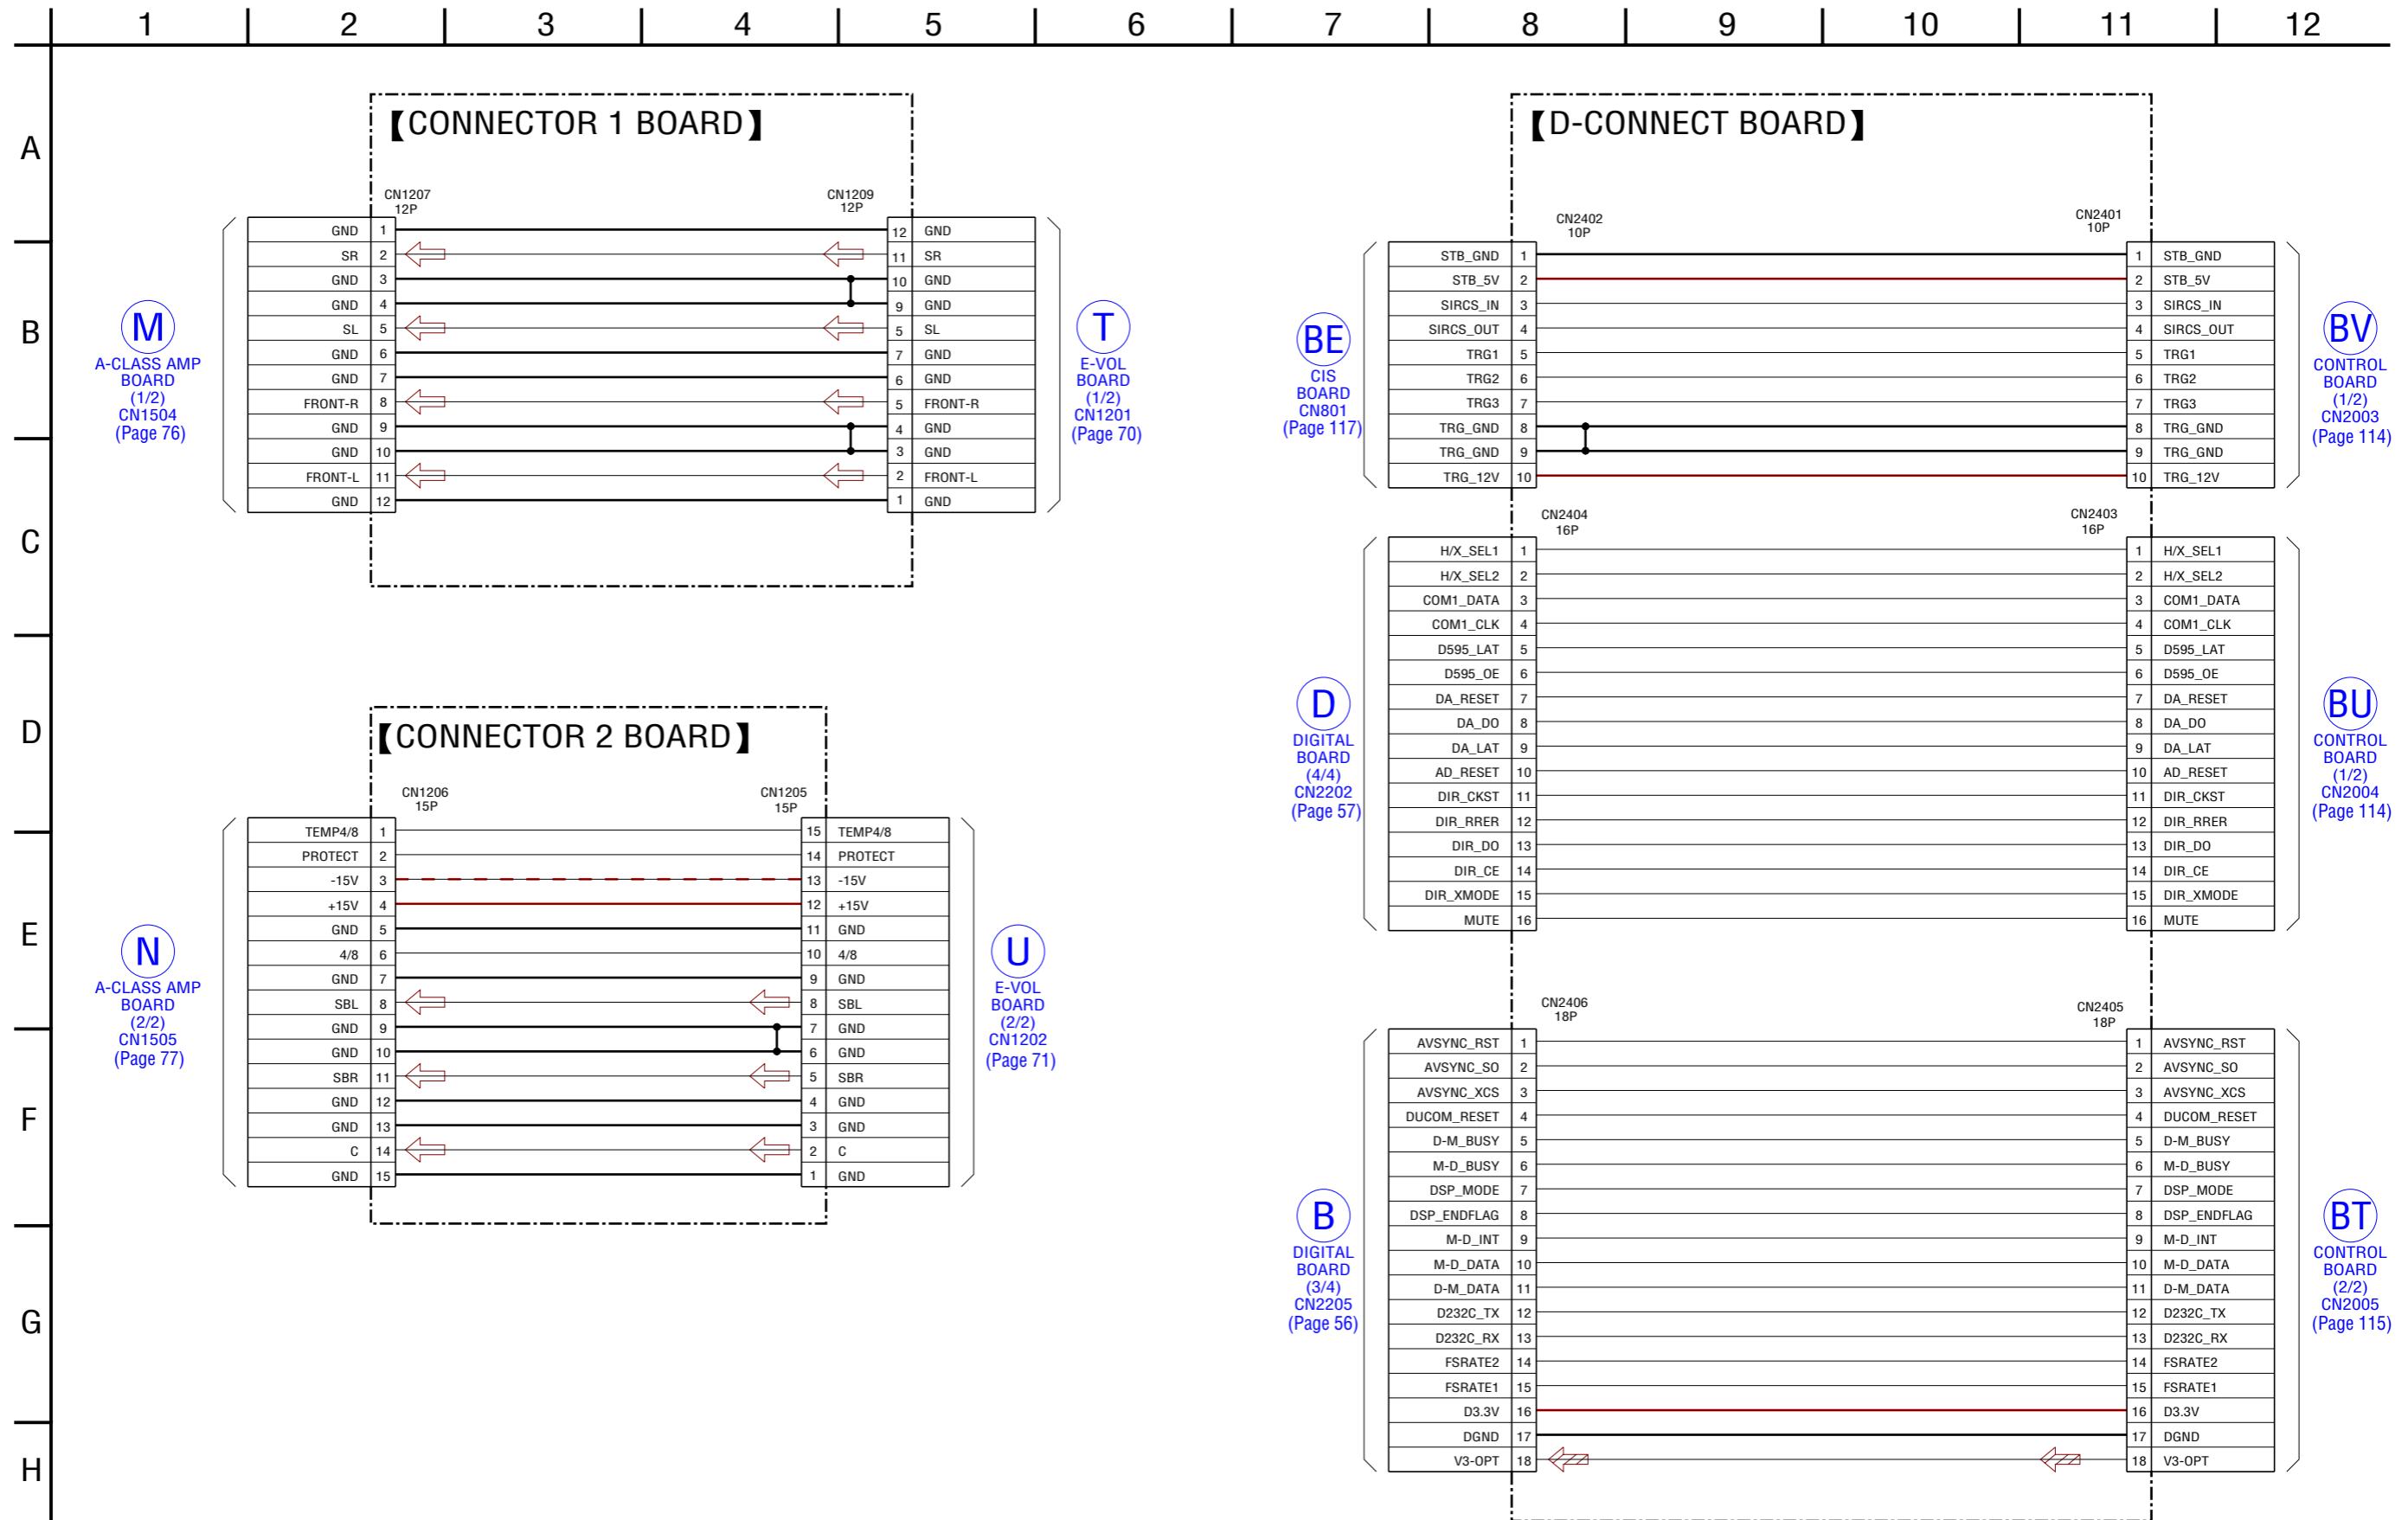 1 2 3 4 5 6 7 8 9 10 11 12
A
B
C
D
E
F
G
H
【CONNECTOR 1 BOARD】
CN1207
12P
CN1209
12P
GND 1 12 GND
SR 2 11 SR
GND 3 10 GND
GND 4 9 GND
SL 5 5 SL
GND 6 7 GND
GND 7 6 GND
FRONT-R 8 5 FRONT-R
GND 9 4 GND
GND 10 3 GND
FRONT-L 11 2 FRONT-L
GND 12 1 GND
M
A-CLASS AMP
BOARD
(1/2)
CN1504
(Page 76)
T
E-VOL
BOARD
(1/2)
CN1201
(Page 70)
【CONNECTOR 2 BOARD】
CN1206
15P
CN1205
15P
TEMP4/8 1 15 TEMP4/8
PROTECT 2 14 PROTECT
-15V 3 13 -15V
+15V 4 12 +15V
GND 5 11 GND
4/8 6 10 4/8
GND 7 9 GND
SBL 8 8 SBL
GND 9 7 GND
GND 10 6 GND
SBR 11 5 SBR
GND 12 4 GND
GND 13 3 GND
C 14 2 C
GND 15 1 GND
N
A-CLASS AMP
BOARD
(2/2)
CN1505
(Page 77)
U
E-VOL
BOARD
(2/2)
CN1202
(Page 71)
【D-CONNECT BOARD】
CN2402
10P
CN2401
10P
STB_GND 1 1 STB_GND
STB_5V 2 2 STB_5V
SIRCS_IN 3 3 SIRCS_IN
SIRCS_OUT 4 4 SIRCS_OUT
TRG1 5 5 TRG1
TRG2 6 6 TRG2
TRG3 7 7 TRG3
TRG_GND 8 8 TRG_GND
TRG_GND 9 9 TRG_GND
TRG_12V 10 10 TRG_12V
BE
CIS
BOARD
CN801
(Page 117)
BV
CONTROL
BOARD
(1/2)
CN2003
(Page 114)
CN2404
16P
CN2403
16P
H/X_SEL1 1 1 H/X_SEL1
H/X_SEL2 2 2 H/X_SEL2
COM1_DATA 3 3 COM1_DATA
COM1_CLK 4 4 COM1_CLK
D595_LAT 5 5 D595_LAT
D595_OE 6 6 D595_OE
DA_RESET 7 7 DA_RESET
DA_DO 8 8 DA_DO
DA_LAT 9 9 DA_LAT
AD_RESET 10 10 AD_RESET
DIR_CKST 11 11 DIR_CKST
DIR_RRER 12 12 DIR_RRER
DIR_DO 13 13 DIR_DO
DIR_CE 14 14 DIR_CE
DIR_XMODE 15 15 DIR_XMODE
MUTE 16 16 MUTE
D
DIGITAL
BOARD
(4/4)
CN2202
(Page 57)
BU
CONTROL
BOARD
(1/2)
CN2004
(Page 114)
CN2406
18P
CN2405
18P
AVSYNC_RST 1 1 AVSYNC_RST
AVSYNC_SO 2 2 AVSYNC_SO
AVSYNC_XCS 3 3 AVSYNC_XCS
DUCOM_RESET 4 4 DUCOM_RESET
D-M_BUSY 5 5 D-M_BUSY
M-D_BUSY 6 6 M-D_BUSY
DSP_MODE 7 7 DSP_MODE
DSP_ENDFLAG 8 8 DSP_ENDFLAG
M-D_INT 9 9 M-D_INT
M-D_DATA 10 10 M-D_DATA
D-M_DATA 11 11 D-M_DATA
D232C_TX 12 12 D232C_TX
D232C_RX 13 13 D232C_RX
FSRATE2 14 14 FSRATE2
FSRATE1 15 15 FSRATE1
D3.3V 16 16 D3.3V
DGND 17 17 DGND
V3-OPT 18 18 V3-OPT
B
DIGITAL
BOARD
(3/4)
CN2205
(Page 56)
BT
CONTROL
BOARD
(2/2)
CN2005
(Page 115)